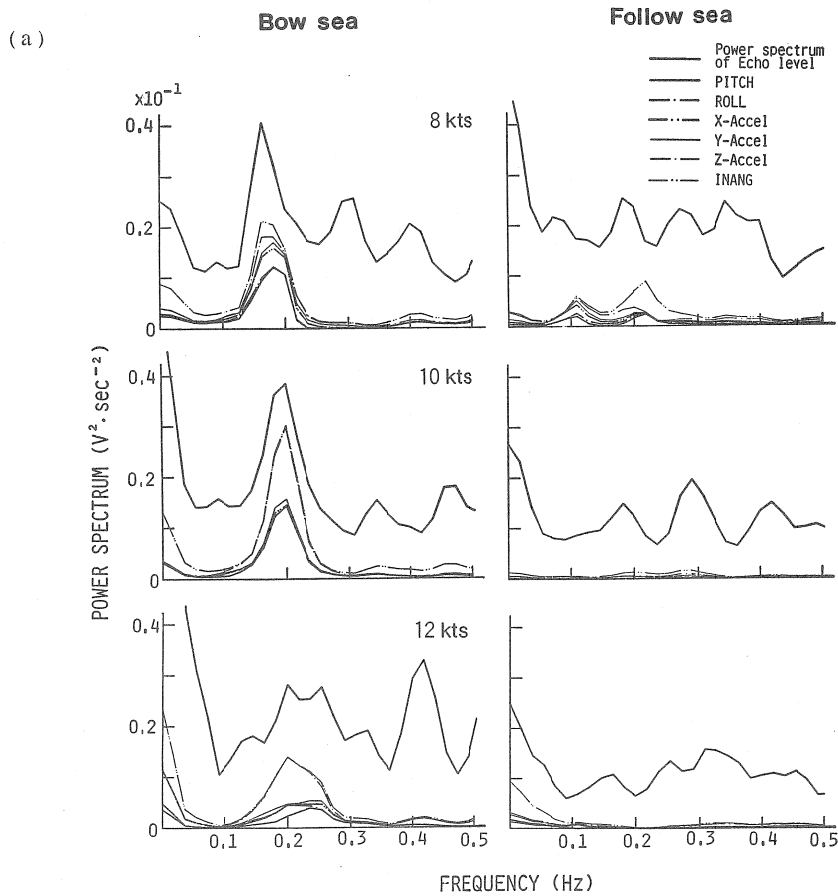 (a)
Bow sea
Follow sea
Power spectrum
of Echo level
PITCH
ROLL
X-Accel
Y-Accel
Z-Accel
INANG
x10⁻¹
8 kts
0.4
0.2
0
10 kts
0.4
0.2
0
12 kts
0.4
0.2
0
0.1
0.2
0.3
0.4
0.5
0.1
0.2
0.3
0.4
0.5
POWER SPECTRUM (V²·sec⁻²)
FREQUENCY (Hz)